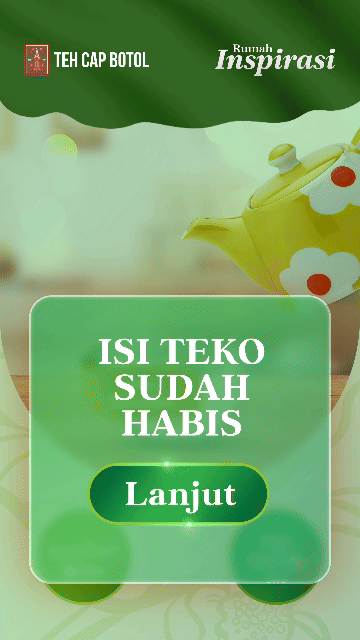 TEH CAP BOTOL
Rumah
Inspirasi
ISI TEKO
SUDAH
HABIS
Lanjut